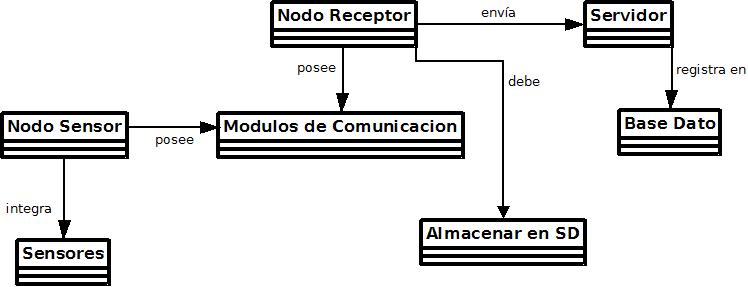 Nodo Receptor
envía
Servidor
posee
debe
registra en
Nodo Sensor
posee
Modulos de Comunicacion
Base Dato
integra
Sensores
Almacenar en SD